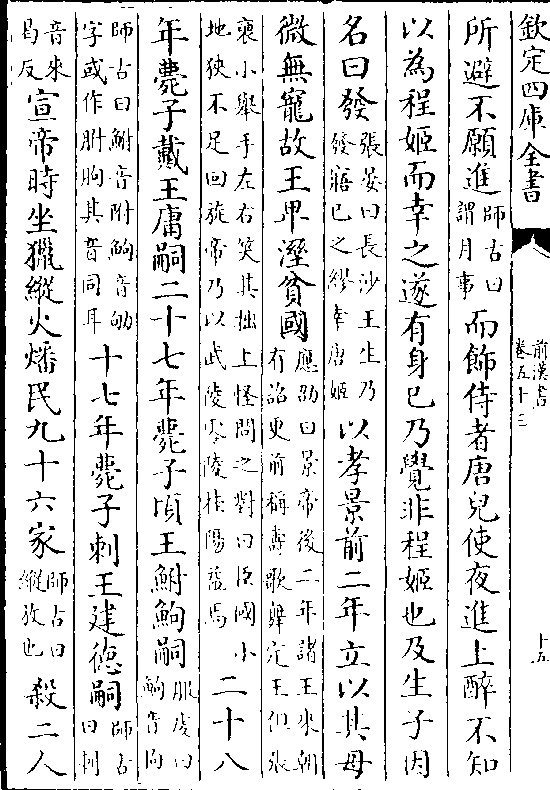 欽定四庫全書
前漢書
卷五十三
十五
所避不願進師古曰謂月事而飾侍者唐兒使夜進上醉不知
以為程姬而幸之遂有身已乃覺非程姬也及生子因
名曰發張晏曰長沙王生乃發寤已之繆幸唐姬以孝景前二年立以其母
微無寵故王卑溼貧國應劭曰景帝後二年諸王來朝有詔更前稱壽歌舞定王但張
褏小舉手左右笑其拙上怪問之對曰臣國小地狹不足回旋帝乃以武陵零陵桂陽益焉二十八
年薨子戴王庸嗣二十七年薨子頃王鮒鮈嗣服虔曰鮈音拘
師古曰鮒音附鮈音劬字或作胕朐其音同耳十七年薨子剌王建德嗣師古曰剌
音來曷反宣帝時坐獵縱火燔民九十六家師古曰縱放也殺二人